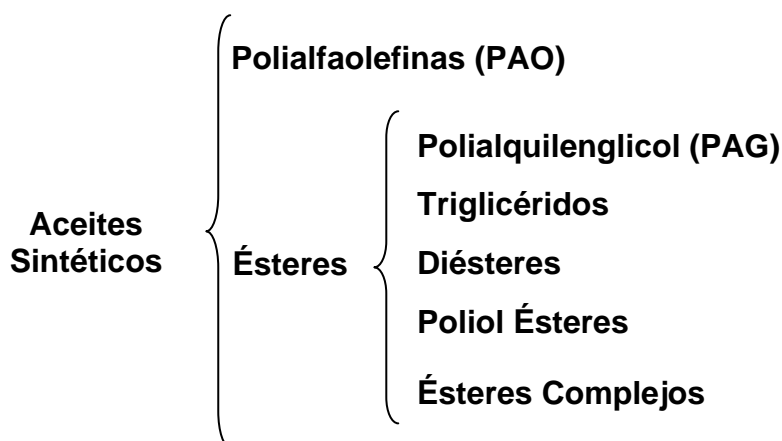 Aceites
Sintéticos
Polialfaolefinas (PAO)
Ésteres
Polialquilenglicol (PAG)
Triglicéridos
Diésteres
Poliol Ésteres
Ésteres Complejos